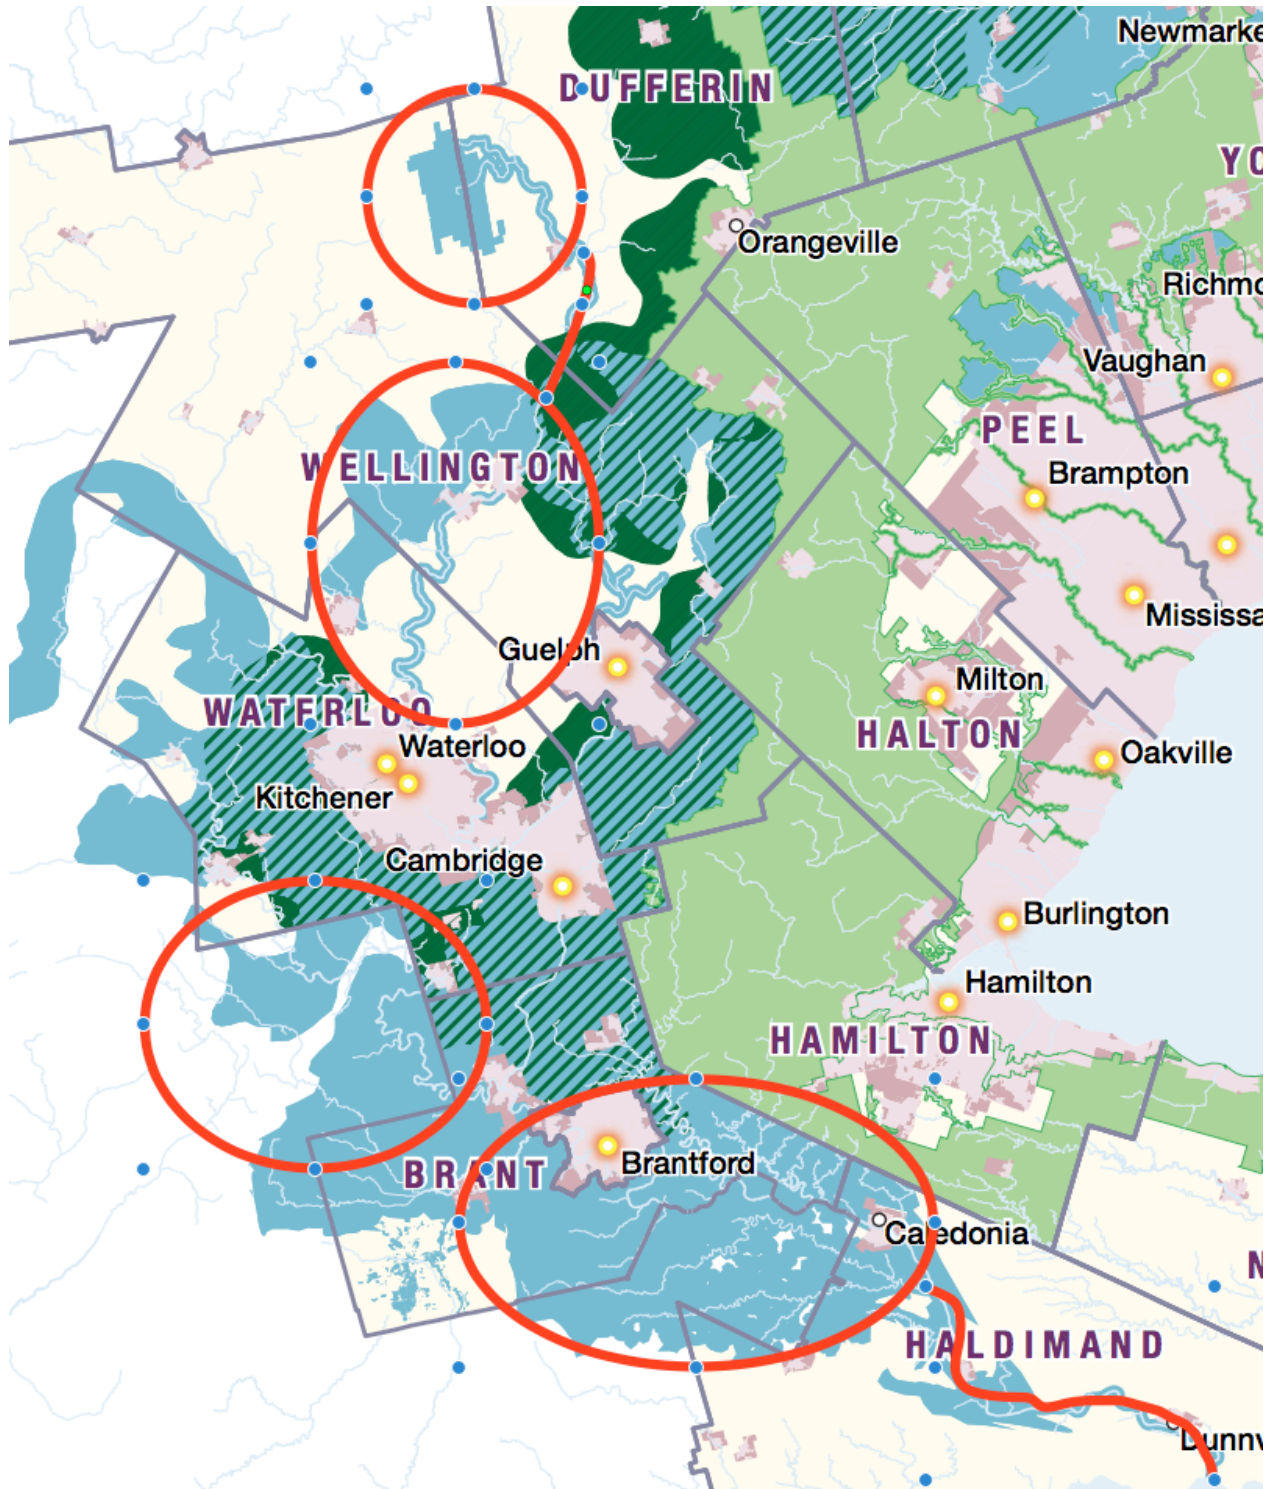 Newmarke
DUFFERIN
YO
Orangeville
Richmo
Vaughan
PEEL
WELLINGTON
Brampton
Mississa
Guelph
Milton
WATERLOO
HALTON
Waterloo
Oakville
Kitchener
Cambridge
Burlington
Hamilton
HAMILTON
Brantford
BRANT
Caledonia
N
HALDIMAND
Dunnv